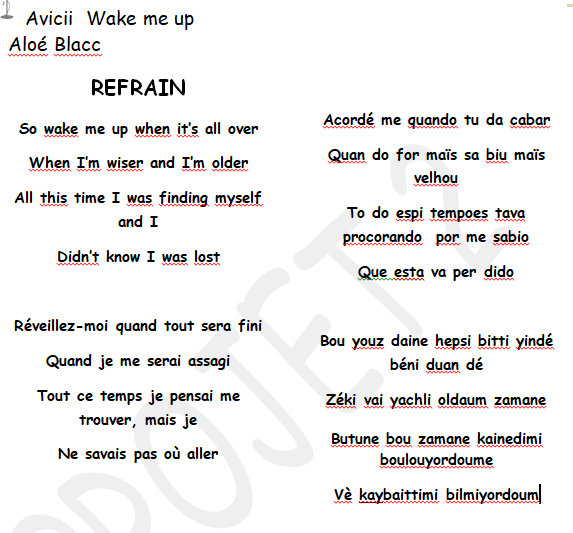 Avicii Wake me up
Aloé Blacc
REFRAIN
So wake me up when it's all over
When I'm wiser and I'm older
All this time I was finding myself
and I
Didn't know I was lost
Acordé me quando tu da cabar
Quan do for maïs sa biu maïs
velhou
To do espi tempoes tava
procorando por me sabio
Que esta va per dido
Réveillez-moi quand tout sera fini
Quand je me serai assagi
Tout ce temps je pensai me
trouver, mais je
Ne savais pas où aller
Bou youz daine hepsi bitti yindé
béni duan dé
Zéki vai yachli oldaum zamane
Butune bou zamane kainedimi
boulouyordoume
Vè kaybaittimi bilmiyordoum
PROJET 2